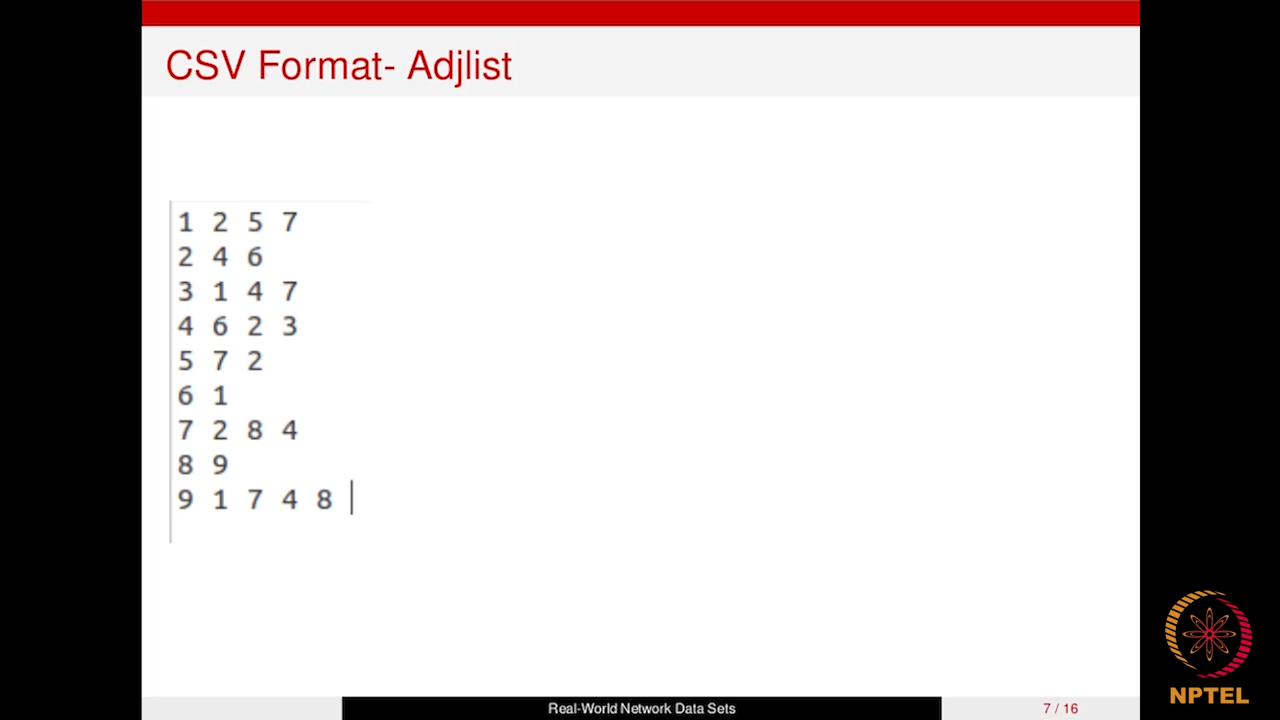 CSV Format- Adjlist
1 2 5 7
2 4 6
3 1 4 7
4 6 2 3
5 7 2
6 1
7 2 8 4
8 9
9 1 7 4 8
NPTEL
Real-World Network Data Sets
7 / 16